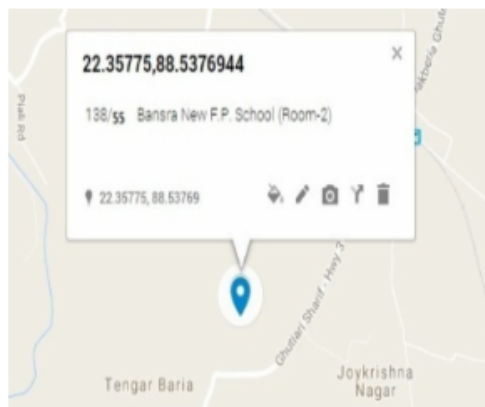 22.35775,88.5376944
138/55 Bansra New F.P. School (Room-2)
22.35775, 88.53769
Piali Rd
Ghutiari Sharif - Hwy 3
Tengar Baria
Joykrishna
Nagar